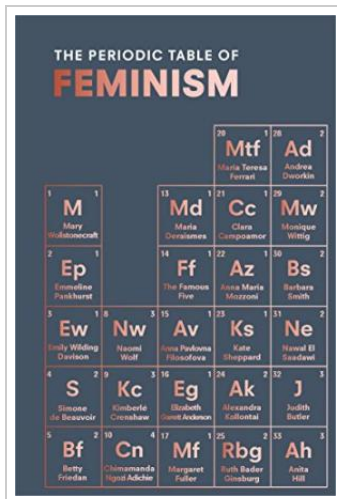 THE PERIODIC TABLE OF
FEMINISM
20 1 28 2
Mtf Ad
Maria Teresa Andrea
Ferrari Dworkin
1 1 13 1 21 1 29 2
M Md Cc Mw
Mary Maria Clara Monique
Wollstonecraft Deraismes Campoamor Wittig
2 1 14 1 22 1 30 2
Ep Ff Az Bs
Emmeline The Famous Anna Maria Barbara
Pankhurst Five Mozzoni Smith
3 1 8 3 15 1 23 1 31 2
Ew Nw Av Ks Ne
Emily Wilding Naomi Anna Pavlovna Kate Nawal El
Davison Wolf Filosofova Sheppard Saadawi
4 2 9 3 16 1 24 1 32 3
S Kc Eg Ak J
Simone Kimberlé Elizabeth Alexandra Judith
de Beauvoir Crenshaw Garrett Anderson Kollontai Butler
5 2 10 4 17 1 25 2 33 3
Bf Cn Mf Rbg Ah
Betty Chimamanda Margaret Ruth Bader Anita
Friedan Ngozi Adichie Fuller Ginsburg Hill